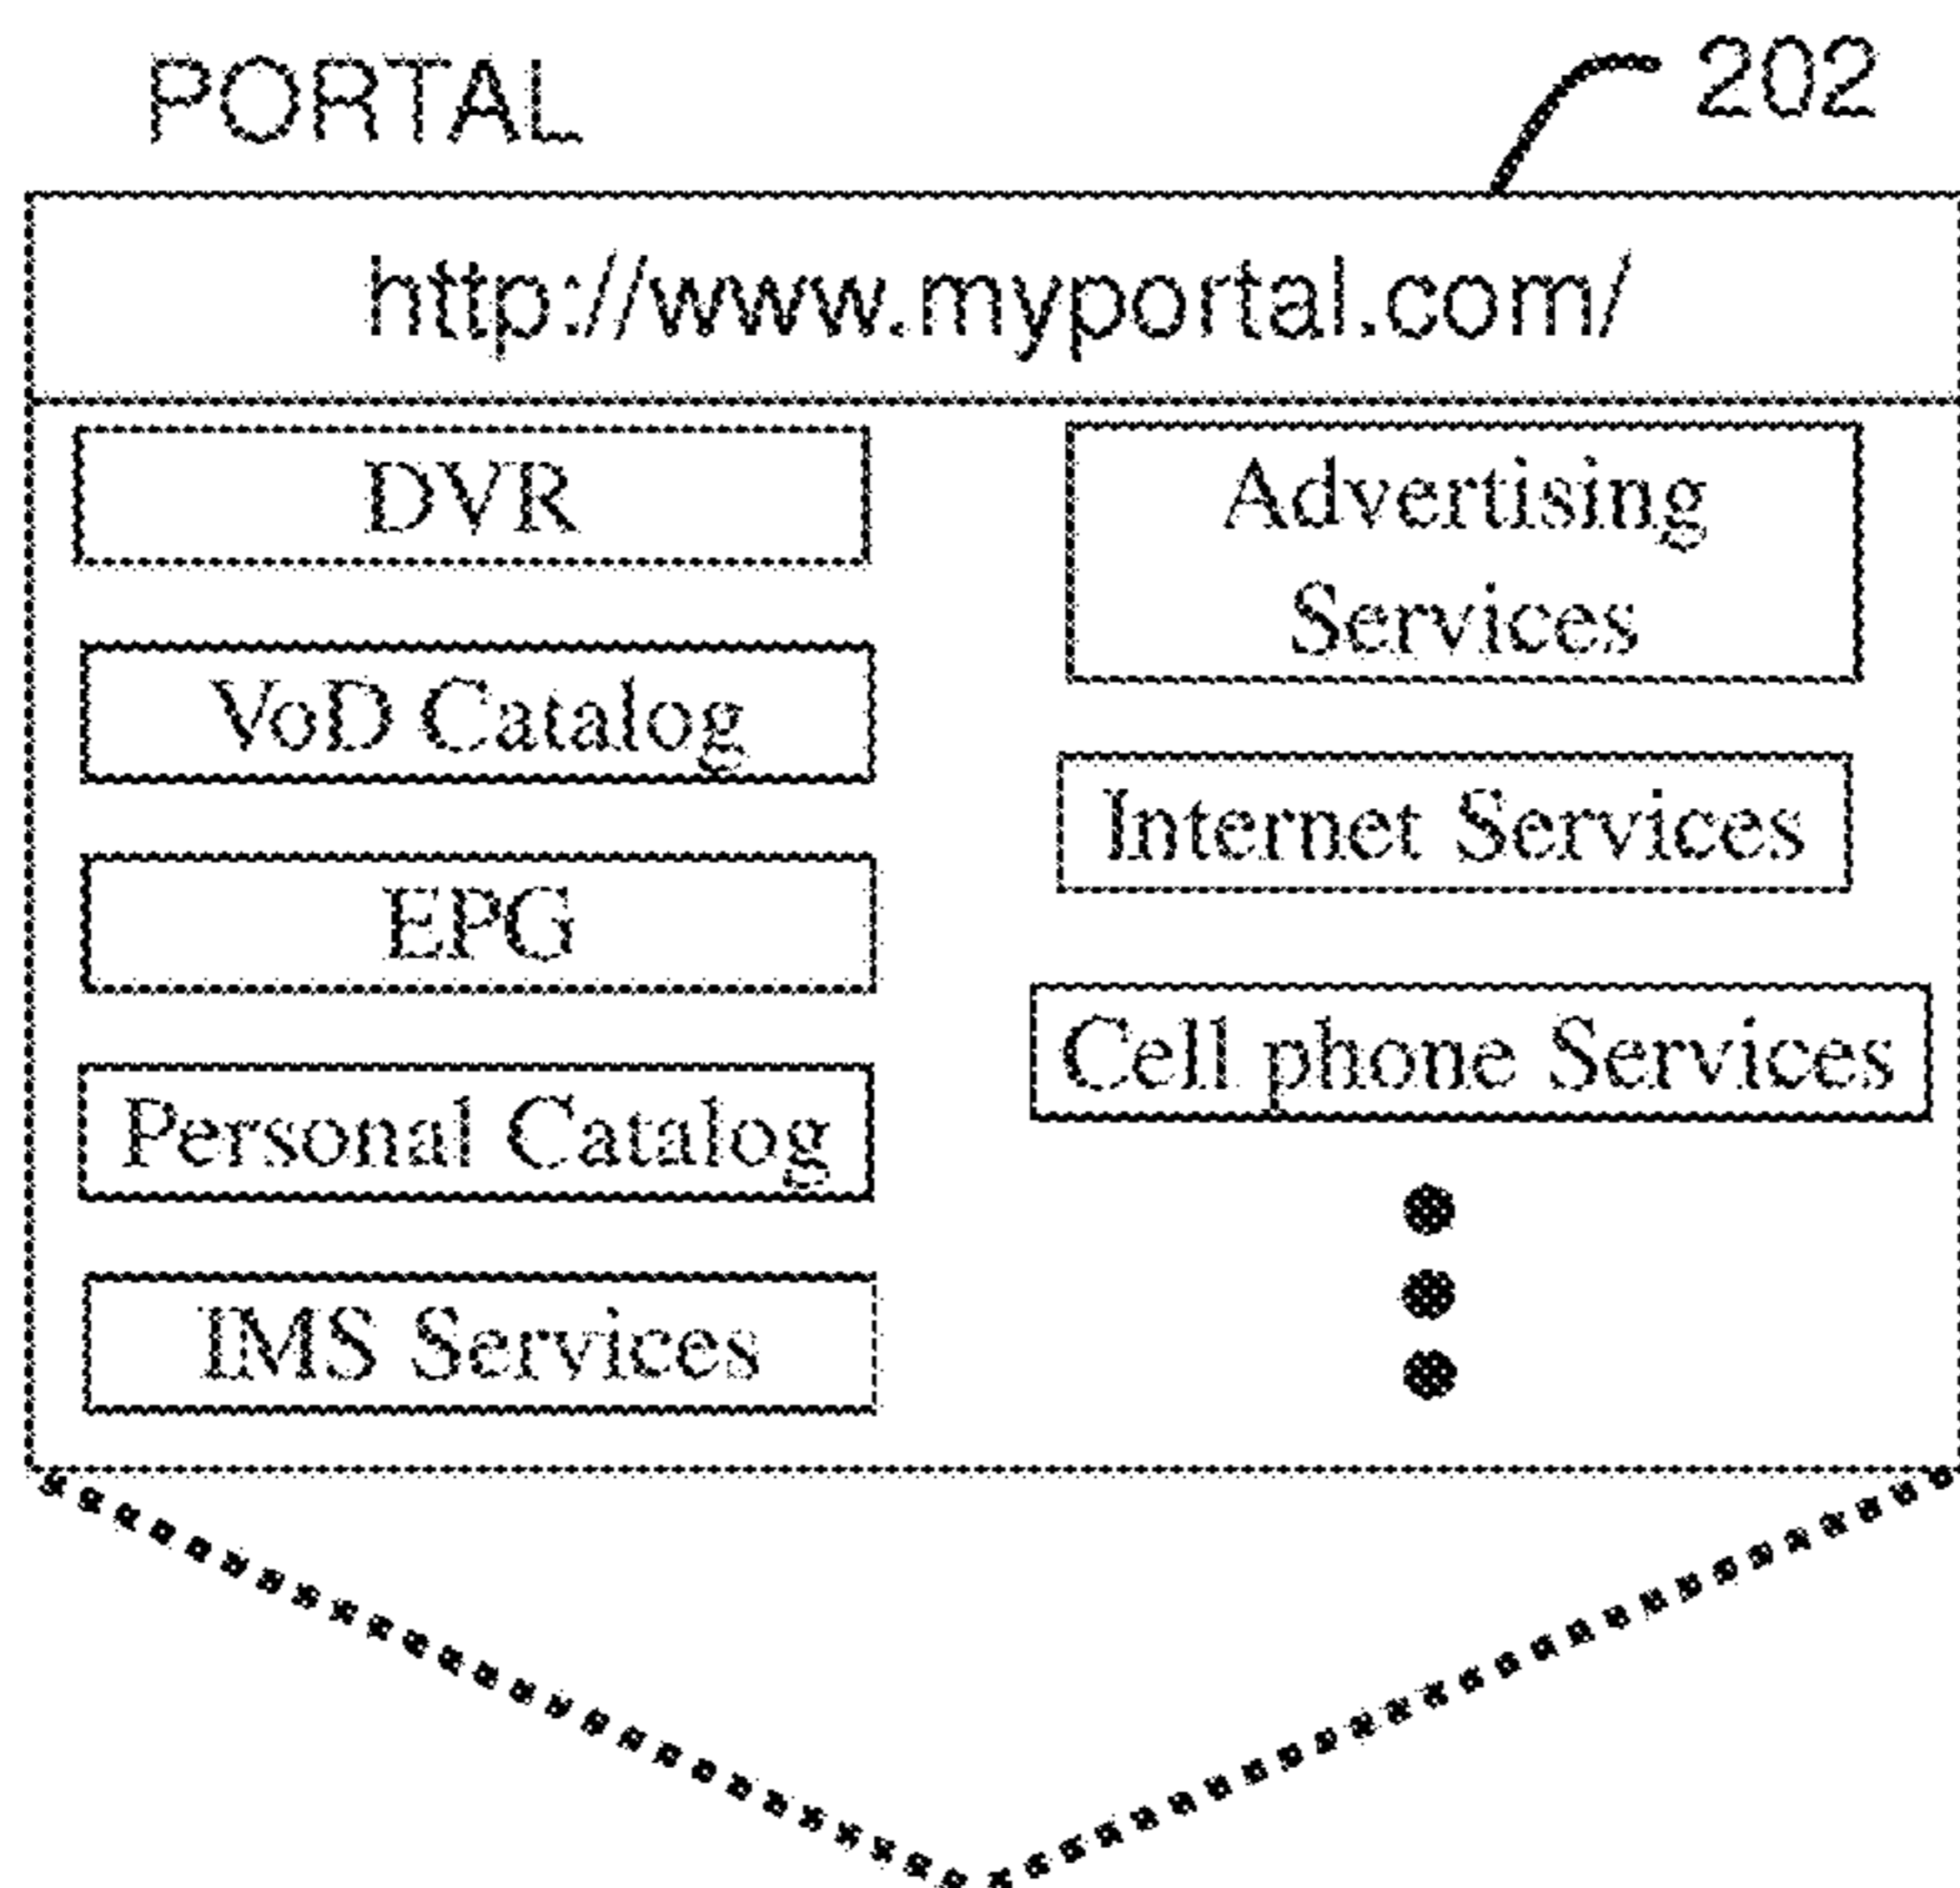 PORTAL
202
http://www.myportal.com/
DVR
VoD Catalog
EPG
Personal Catalog
IMS Services
Advertising
Services
Internet Services
Cell phone Services